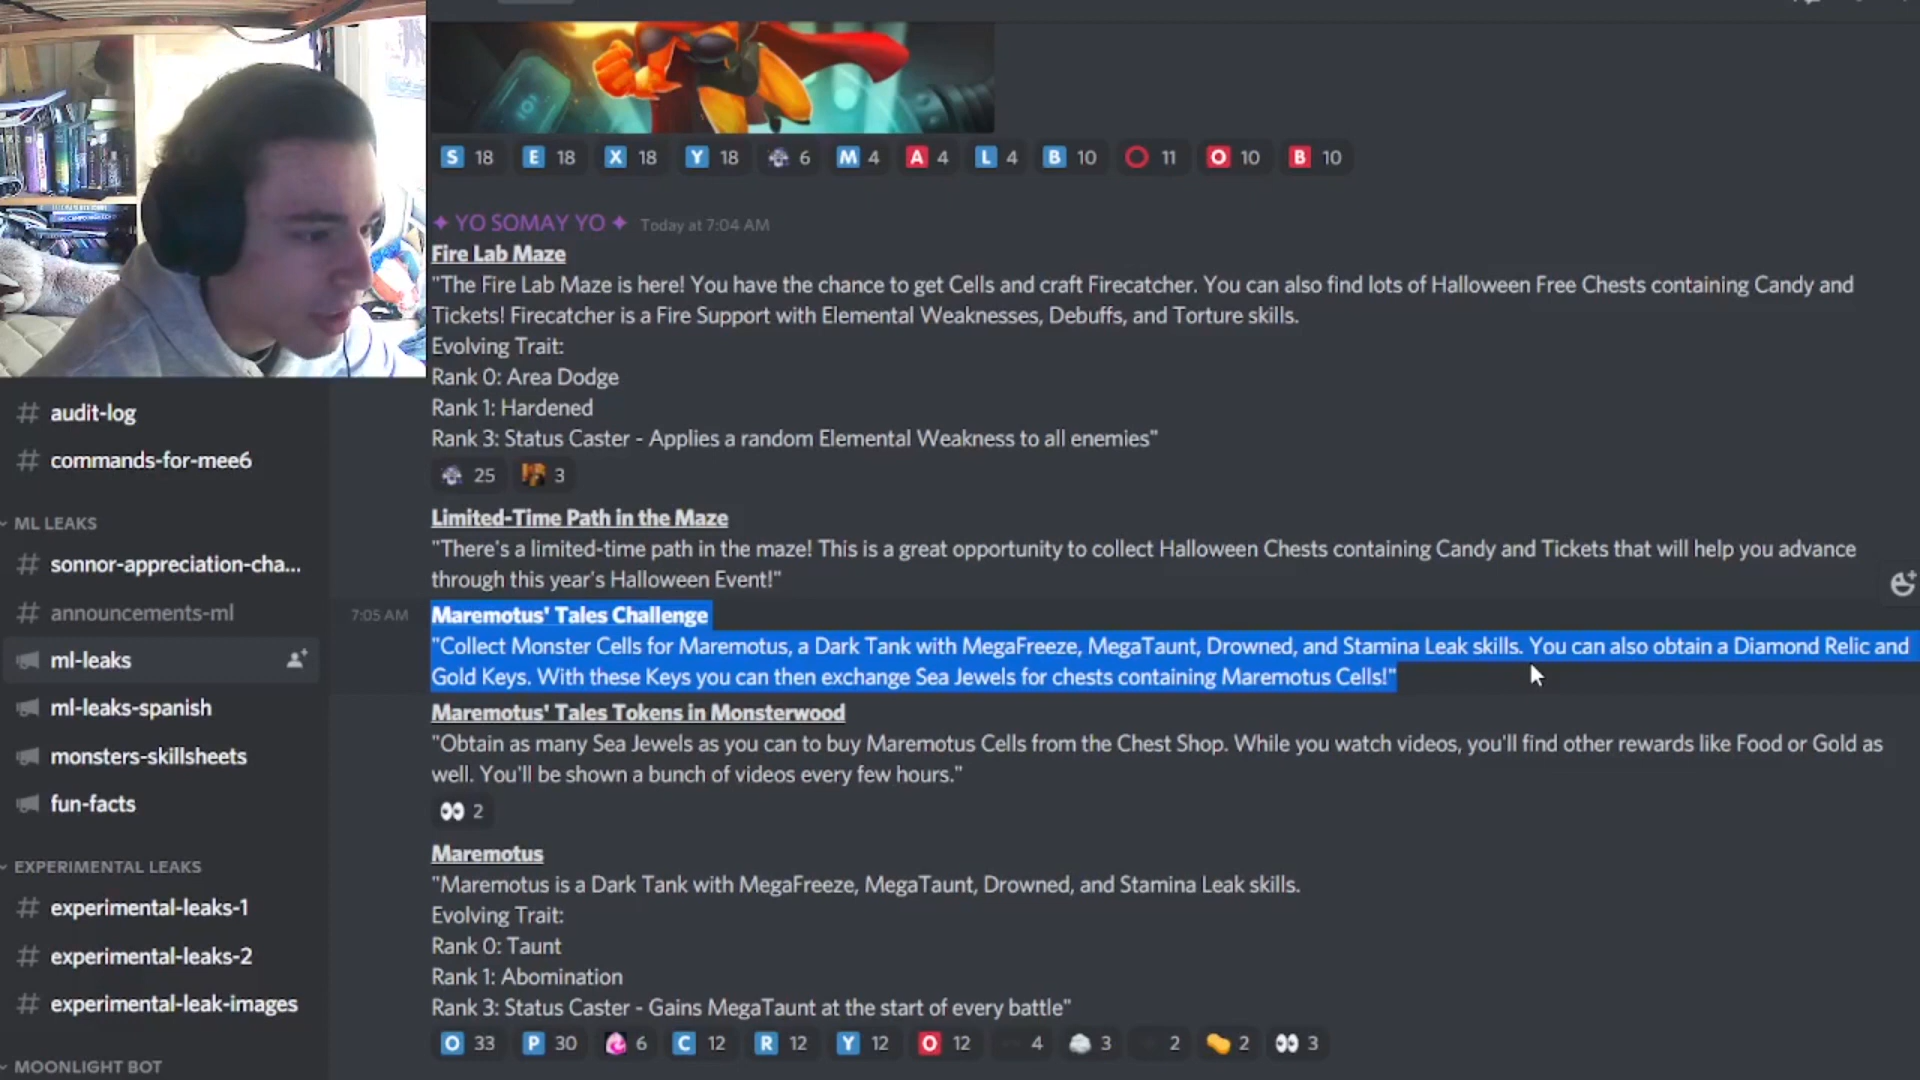 S 18 E 18 X 18 Y 18 6 M 4 A 4 L 4 B 10 11 O 10 B 10
✦ YO SOMAY YO ✦ Today at 7:04 AM
Fire Lab Maze
"The Fire Lab Maze is here! You have the chance to get Cells and craft Firecatcher. You can also find lots of Halloween Free Chests containing Candy and
Tickets! Firecatcher is a Fire Support with Elemental Weaknesses, Debuffs, and Torture skills.
Evolving Trait:
Rank 0: Area Dodge
Rank 1: Hardened
Rank 3: Status Caster - Applies a random Elemental Weakness to all enemies"
25 3
Limited-Time Path in the Maze
"There's a limited-time path in the maze! This is a great opportunity to collect Halloween Chests containing Candy and Tickets that will help you advance
through this year's Halloween Event!"
7:05 AM Maremotus' Tales Challenge
"Collect Monster Cells for Maremotus, a Dark Tank with MegaFreeze, MegaTaunt, Drowned, and Stamina Leak skills. You can also obtain a Diamond Relic and
Gold Keys. With these Keys you can then exchange Sea Jewels for chests containing Maremotus Cells!"
Maremotus' Tales Tokens in Monsterwood
"Obtain as many Sea Jewels as you can to buy Maremotus Cells from the Chest Shop. While you watch videos, you'll find other rewards like Food or Gold as
well. You'll be shown a bunch of videos every few hours."
2
Maremotus
"Maremotus is a Dark Tank with MegaFreeze, MegaTaunt, Drowned, and Stamina Leak skills.
Evolving Trait:
Rank 0: Taunt
Rank 1: Abomination
Rank 3: Status Caster - Gains MegaTaunt at the start of every battle"
O 33 P 30 6 C 12 R 12 Y 12 O 12 4 3 2 2 3
# audit-log
# commands-for-mee6
ML LEAKS
# sonnor-appreciation-cha...
# announcements-ml
ml-leaks
ml-leaks-spanish
monsters-skillsheets
fun-facts
EXPERIMENTAL LEAKS
# experimental-leaks-1
# experimental-leaks-2
# experimental-leak-images
MOONLIGHT BOT